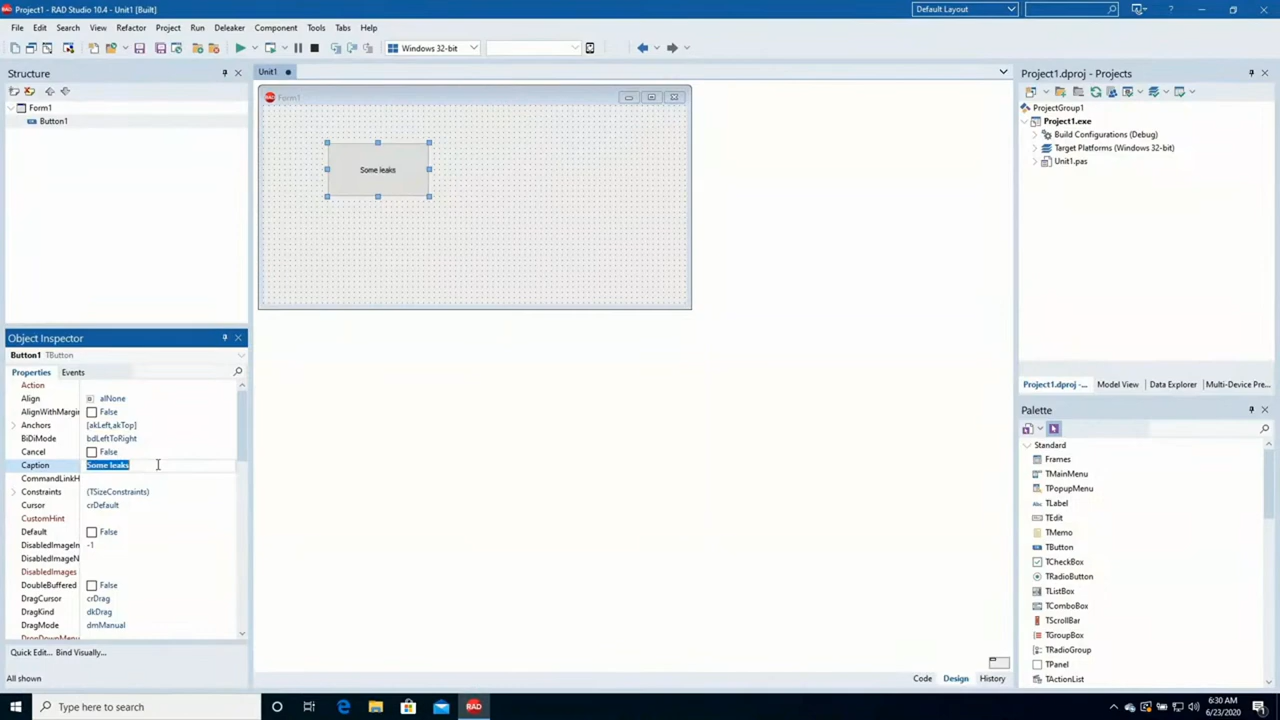 Project1 - RAD Studio 10.4 - Unit1 [Built]
Default Layout
File Edit Search View Refactor Project Run Deleaker Component Tools Tabs Help
Windows 32-bit
Structure
Form1
Button1
Unit1
RAD Form1
Some leaks
Object Inspector
Button1 TButton
Properties Events
Action
Align alNone
AlignWithMargin False
Anchors [akLeft,akTop]
BiDiMode bdLeftToRight
Cancel False
Caption Some leaks
CommandLinkH
Constraints (TSizeConstraints)
Cursor crDefault
CustomHint
Default False
DisabledImageIn -1
DisabledImageN
DisabledImages
DoubleBuffered False
DragCursor crDrag
DragKind dkDrag
DragMode dmManual
DropDownMenu
Quick Edit... Bind Visually...
All shown
Code Design History
Project1.dproj - Projects
ProjectGroup1
Project1.exe
Build Configurations (Debug)
Target Platforms (Windows 32-bit)
Unit1.pas
Project1.dproj -... Model View Data Explorer Multi-Device Pre...
Palette
Standard
Frames
TMainMenu
TPopupMenu
TLabel
TEdit
TMemo
TButton
TCheckBox
TRadioButton
TListBox
TComboBox
TScrollBar
TGroupBox
TRadioGroup
TPanel
TActionList
Type here to search
RAD
6:30 AM
6/23/2020